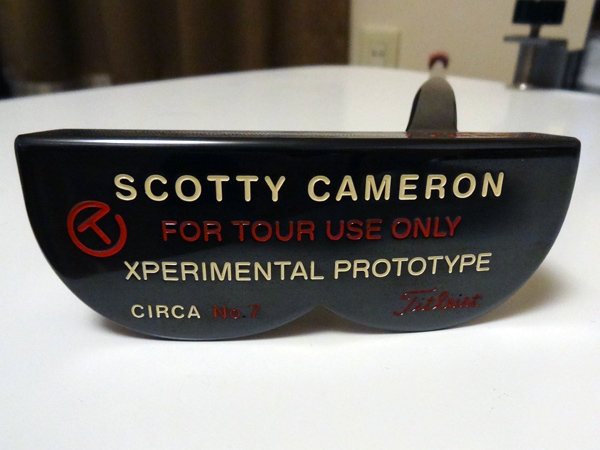 SCOTTY CAMERON
FOR TOUR USE ONLY
XPERIMENTAL PROTOTYPE
CIRCA No.7 Titleist